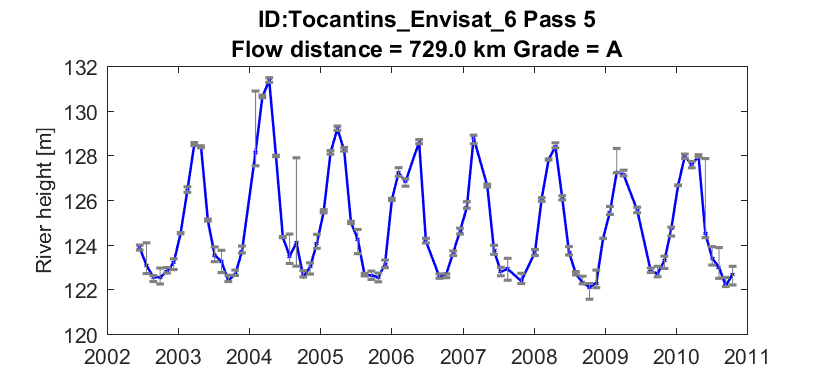 ID:Tocantins_Envisat_6 Pass 5
Flow distance = 729.0 km Grade = A
River height [m]
132
130
128
126
124
122
120
2002 2003 2004 2005 2006 2007 2008 2009 2010 2011